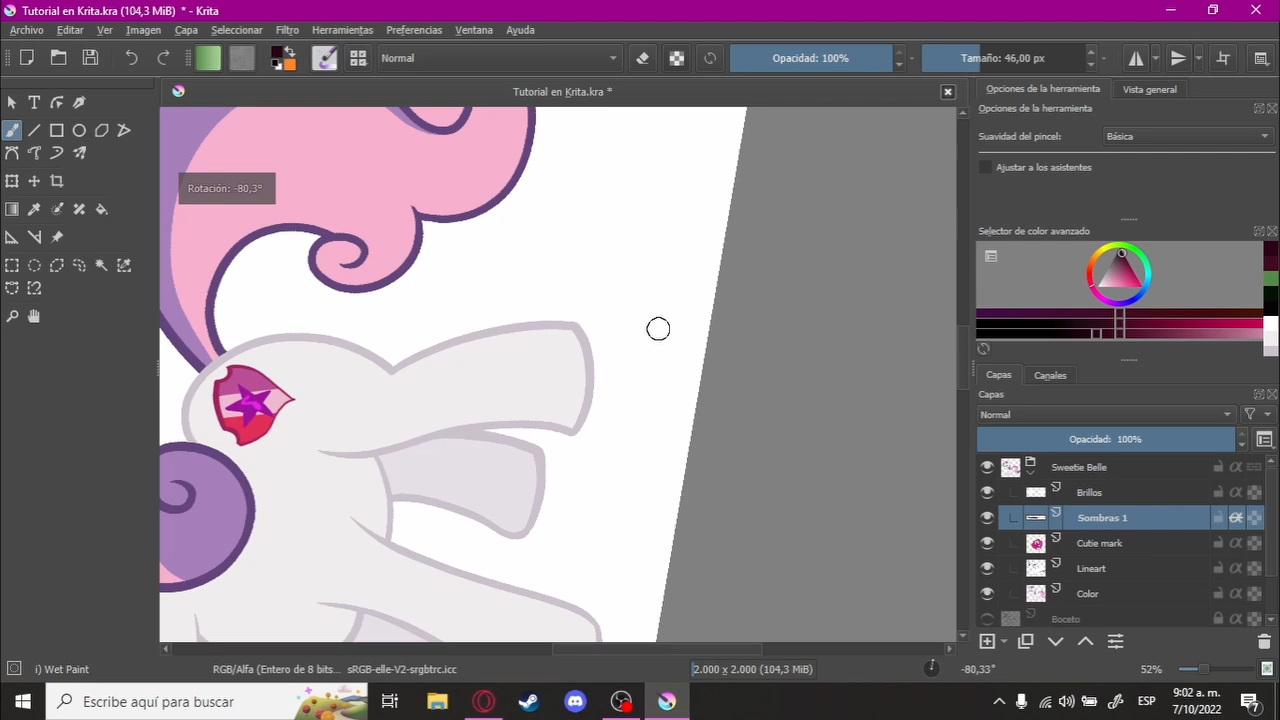 Tutorial en Krita.kra (104,3 MiB) * - Krita
Archivo Editar Ver Imagen Capa Seleccionar Filtro Herramientas Preferencias Ventana Ayuda
Normal
Opacidad: 100%
Tamaño: 46,00 px
Tutorial en Krita.kra *
Opciones de la herramienta
Vista general
Opciones de la herramienta
Suavidad del pincel:
Básica
Ajustar a los asistentes
Rotación: -80,3°
Selector de color avanzado
Capas
Canales
Capas
Normal
Opacidad: 100%
Sweetie Belle
Brillos
Sombras 1
Cutie mark
Lineart
Color
Boceto
i) Wet Paint
RGB/Alfa (Entero de 8 bits... sRGB-elle-V2-srgbtrc.icc
2.000 x 2.000 (104,3 MiB)
-80,33°
52%
Escribe aquí para buscar
ESP
9:02 a. m.
7/10/2022
7